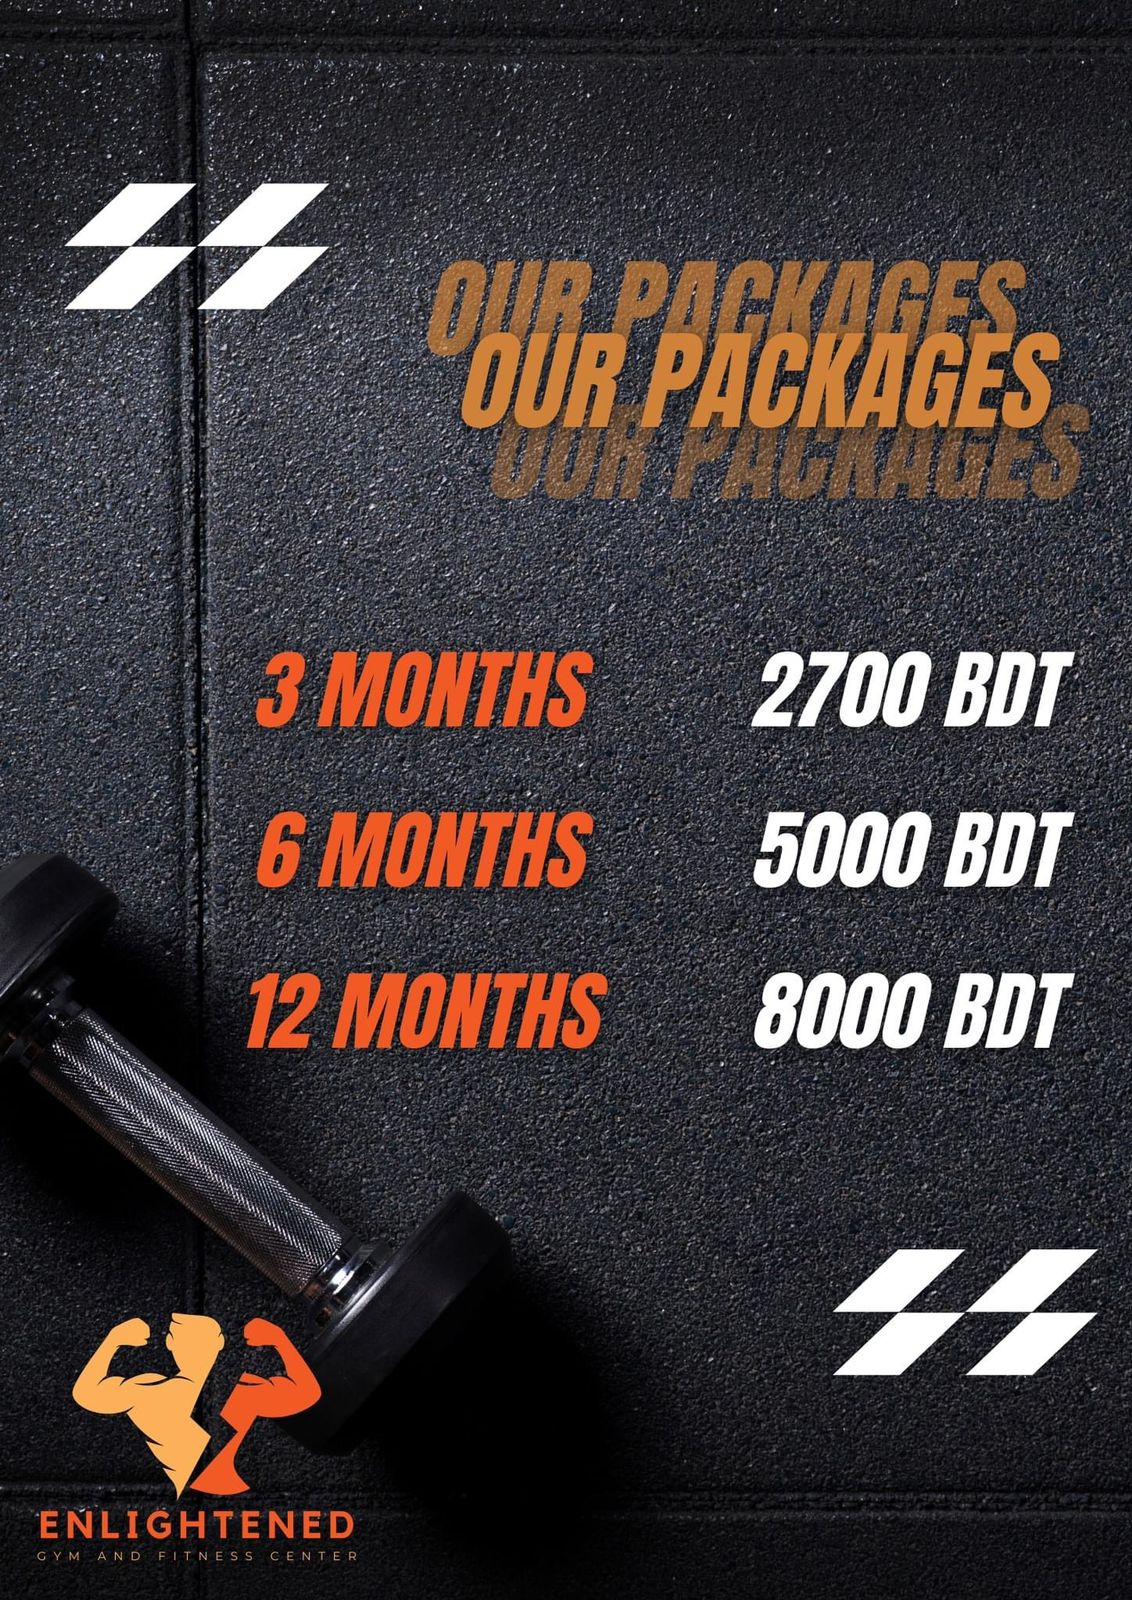 OUR PACKAGES
OUR PACKAGES
OUR PACKAGES
3 MONTHS 2700 BDT
6 MONTHS 5000 BDT
12 MONTHS 8000 BDT
ENLIGHTENED
GYM AND FITNESS CENTER